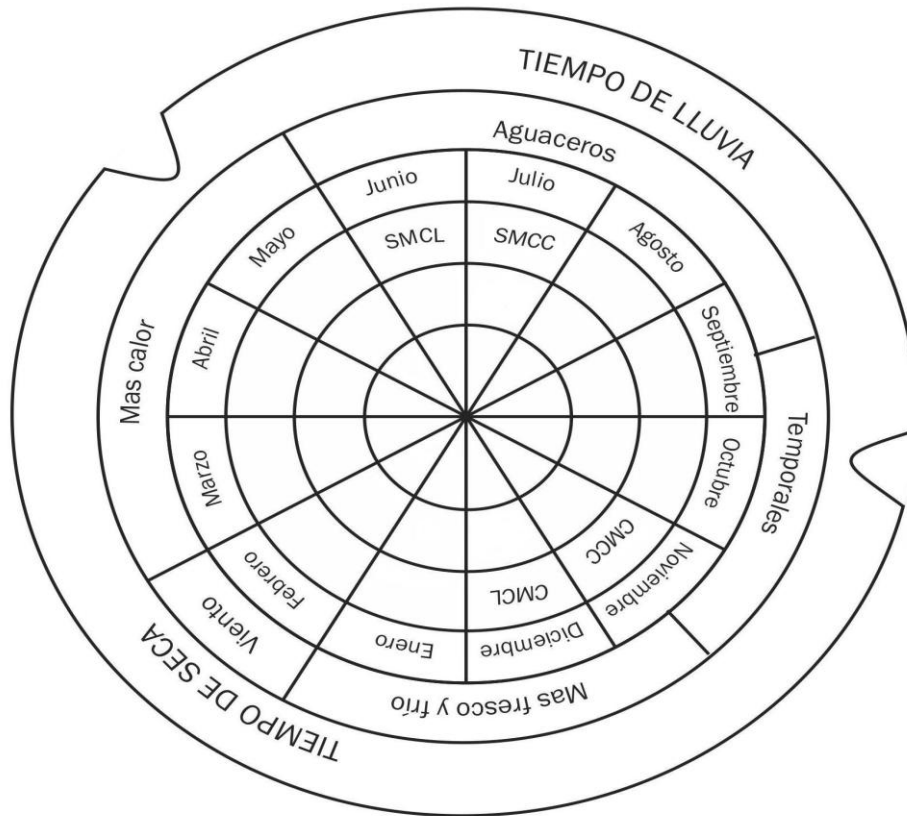 TIEMPO DE LLUVIA
Aguaceros
Junio
Julio
Mayo
SMCL
SMCC
Agosto
Abril
Septiembre
Mas calor
Marzo
Octubre
Temporales
Febrero
CMCC
Noviembre
CMCL
Viento
Enero
Diciembre
Mas fresco y frío
TIEMPO DE SECA